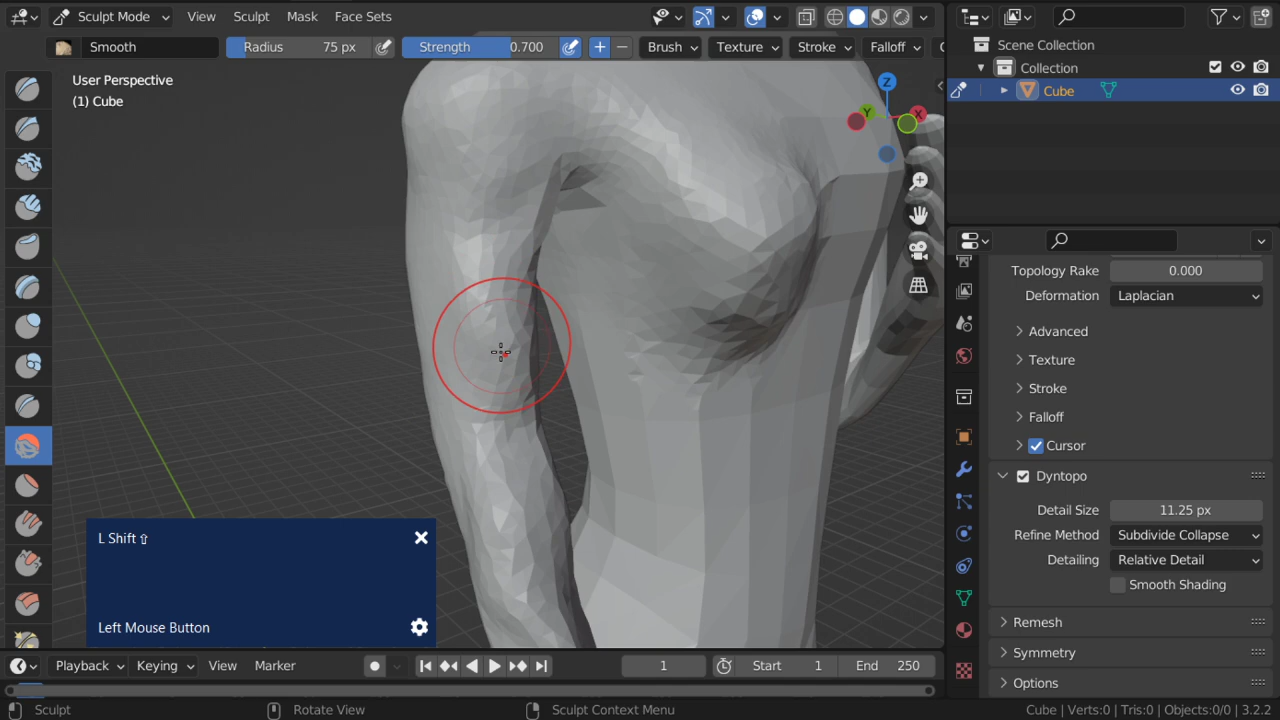 Sculpt Mode View Sculpt Mask Face Sets
Smooth Radius 75 px Strength 0.700 Brush Texture Stroke Falloff
User Perspective
(1) Cube
Z
Y
X
Scene Collection
Collection
Cube
Topology Rake 0.000
Deformation Laplacian
Advanced
Texture
Stroke
Falloff
Cursor
Dyntopo
Detail Size 11.25 px
Refine Method Subdivide Collapse
Detailing Relative Detail
Smooth Shading
Remesh
Symmetry
Options
L Shift ⇧
Left Mouse Button
Playback Keying View Marker 1 Start 1 End 250
Sculpt Rotate View Sculpt Context Menu Cube | Verts:0 | Tris:0 | Objects:0/0 | 3.2.2